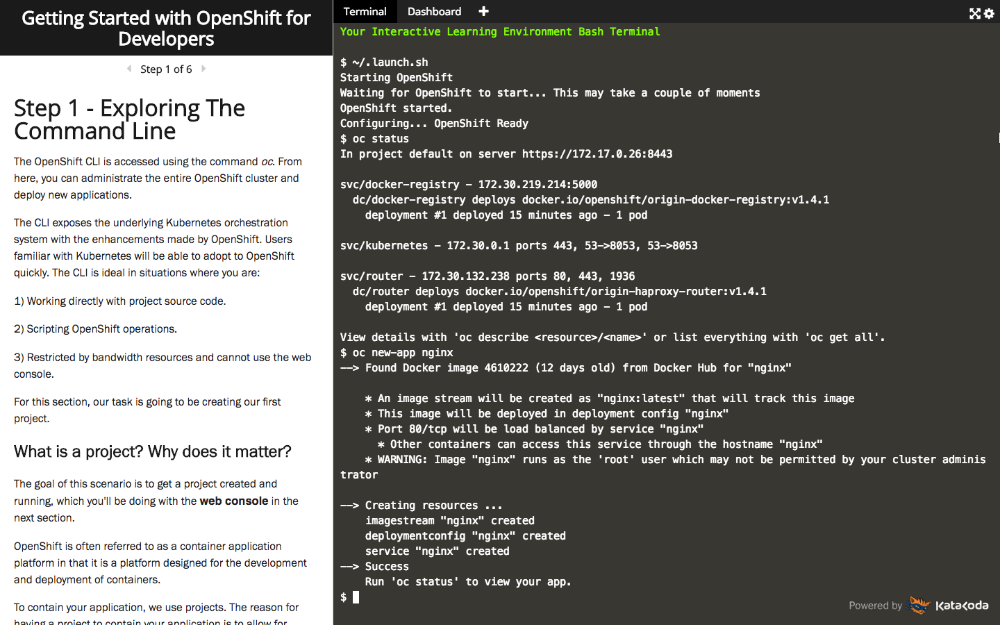 Getting Started with OpenShift for
Developers
Step 1 of 6
Step 1 - Exploring The
Command Line
The OpenShift CLI is accessed using the command oc. From
here, you can administrate the entire OpenShift cluster and
deploy new applications.
The CLI exposes the underlying Kubernetes orchestration
system with the enhancements made by OpenShift. Users
familiar with Kubernetes will be able to adopt to OpenShift
quickly. The CLI is ideal in situations where you are:
1) Working directly with project source code.
2) Scripting OpenShift operations.
3) Restricted by bandwidth resources and cannot use the web
console.
For this section, our task is going to be creating our first
project.
What is a project? Why does it matter?
The goal of this scenario is to get a project created and
running, which you'll be doing with the web console in the
next section.
OpenShift is often referred to as a container application
platform in that it is a platform designed for the development
and deployment of containers.
To contain your application, we use projects. The reason for
having a project to contain your application is to allow for
Terminal Dashboard
Your Interactive Learning Environment Bash Terminal
$ ~/.launch.sh
Starting OpenShift
Waiting for OpenShift to start... This may take a couple of moments
OpenShift started.
Configuring... OpenShift Ready
$ oc status
In project default on server https://172.17.0.26:8443
svc/docker-registry - 172.30.219.214:5000
dc/docker-registry deploys docker.io/openshift/origin-docker-registry:v1.4.1
deployment #1 deployed 15 minutes ago - 1 pod
svc/kubernetes - 172.30.0.1 ports 443, 53->8053, 53->8053
svc/router - 172.30.132.238 ports 80, 443, 1936
dc/router deploys docker.io/openshift/origin-haproxy-router:v1.4.1
deployment #1 deployed 15 minutes ago - 1 pod
View details with 'oc describe <resource>/<name>' or list everything with 'oc get all'.
$ oc new-app nginx
--> Found Docker image 4610222 (12 days old) from Docker Hub for "nginx"
* An image stream will be created as "nginx:latest" that will track this image
* This image will be deployed in deployment config "nginx"
* Port 80/tcp will be load balanced by service "nginx"
* Other containers can access this service through the hostname "nginx"
* WARNING: Image "nginx" runs as the 'root' user which may not be permitted by your cluster adminis
trator
--> Creating resources ...
imagestream "nginx" created
deploymentconfig "nginx" created
service "nginx" created
--> Success
Run 'oc status' to view your app.
$
Powered by Katacoda